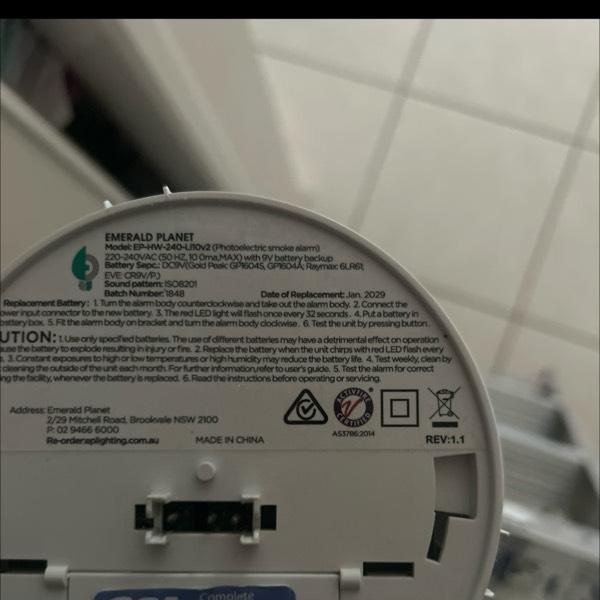 EMERALD PLANET
Model: EP-HW-240-Li10v2 (Photoelectric smoke alarm)
220-240VAC (50 HZ, 10 0ma,MAX) with 9V battery backup
Battery Sepc.: DC9V(Gold Peak: GP1604S, GP1604A; Raymax: 6LR61;
EVE: CR9V/P;)
Sound pattern: ISO8201
Batch Number: 1848 Date of Replacement: Jan. 2029
Replacement Battery : 1. Turn the alarm body counterclockwise and take out the alarm body. 2. Connect the
ower input connector to the new battery. 3. The red LED light will flash once every 32 seconds. 4. Put a battery in
battery box. 5. Fit the alarm body on bracket and turn the alarm body clockwise . 6. Test the unit by pressing button.
UTION: 1. Use only specified batteries. The use of different batteries may have a detrimental effect on operation
ause the battery to explode resulting in injury or fire. 2. Replace the battery when the unit chirps with red LED flash every
. 3. Constant exposures to high or low temperatures or high humidity may reduce the battery life. 4. Test weekly, clean by
cleaning the outside of the unit each month. For further information,refer to user's guide. 5. Test the alarm for correct
ing the facility, whenever the battery is replaced. 6. Read the instructions before operating or servicing.
Address: Emerald Planet
2/29 Mitchell Road, Brookvale NSW 2100
P: 02 9466 6000
Re-order:eplighting.com.au MADE IN CHINA
ACTIVFIRE CERTIFIED
AS3786:2014
REV:1.1
Complete